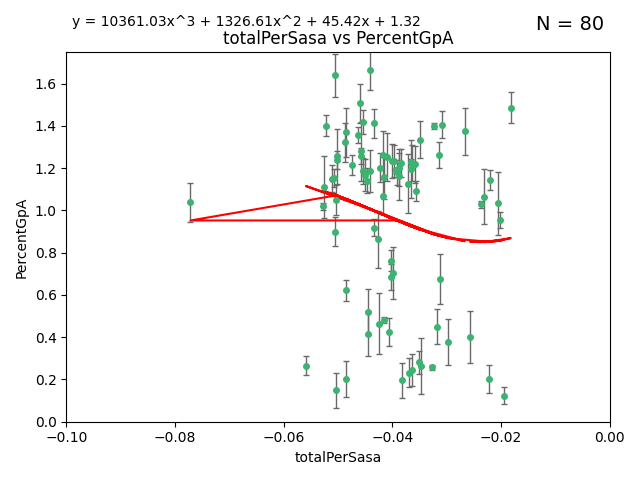 y = 10361.03x^3 + 1326.61x^2 + 45.42x + 1.32
N = 80
totalPerSasa vs PercentGpA
1.6
1.4
1.2
1.0
0.8
0.6
0.4
0.2
0.0
PercentGpA
−0.10 −0.08 −0.06 −0.04 −0.02 0.00
totalPerSasa